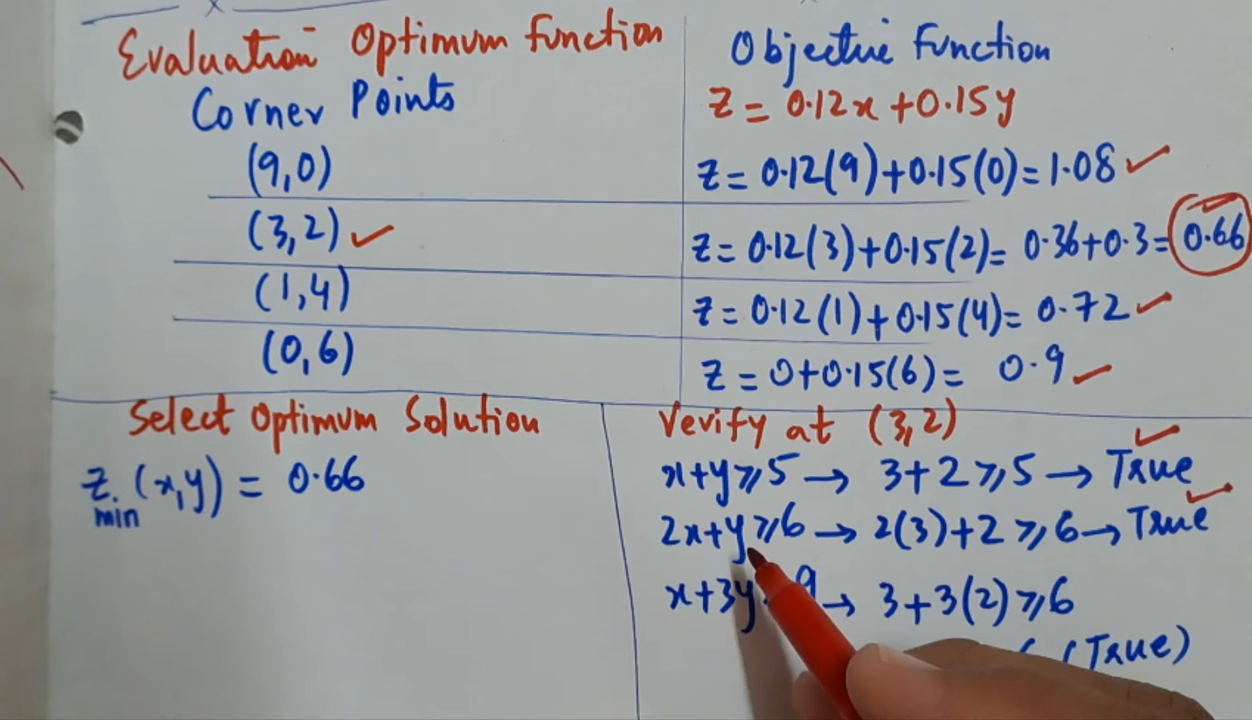 Evaluation Optimum Function
Corner Points
(9,0)
(3,2) ✓
(1,4)
(0,6)
Objective Function
Z = 0.12x + 0.15y
Z = 0.12(9) + 0.15(0) = 1.08 ✓
Z = 0.12(3) + 0.15(2) = 0.36 + 0.3 = 0.66
Z = 0.12(1) + 0.15(4) = 0.72 ✓
Z = 0 + 0.15(6) = 0.9 ✓
Select Optimum Solution
Z min (x,y) = 0.66
Verify at (3,2)
x+y ⩾ 5 → 3+2 ⩾ 5 → True ✓
2x+y ⩾ 6 → 2(3)+2 ⩾ 6 → True ✓
x+3y 9 → 3+3(2) ⩾ 6
(True)